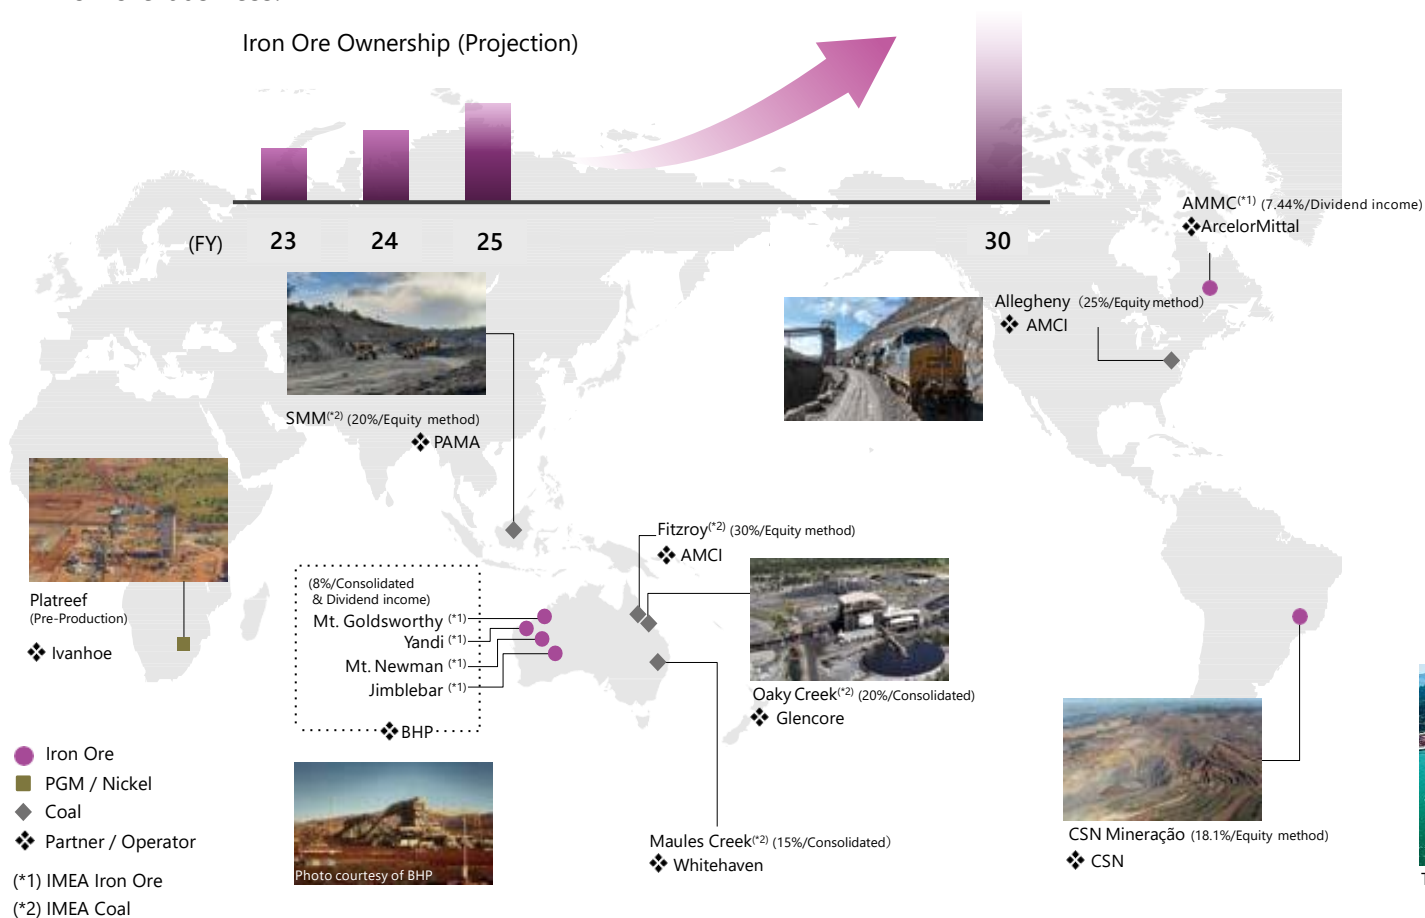 Iron Ore Ownership (Projection)
(FY)
23
24
25
30
AMMC(*1) (7.44%/Dividend income)
❖ArcelorMittal
Allegheny (25%/Equity method)
❖ AMCI
SMM(*2) (20%/Equity method)
❖ PAMA
Fitzroy(*2) (30%/Equity method)
❖ AMCI
Platreef
(Pre-Production)
❖ Ivanhoe
(8%/Consolidated
& Dividend income)
Mt. Goldsworthy (*1)
Yandi (*1)
Mt. Newman (*1)
Jimblebar (*1)
❖BHP
Photo courtesy of BHP
Oaky Creek(*2) (20%/Consolidated)
❖ Glencore
Maules Creek(*2) (15%/Consolidated)
❖ Whitehaven
CSN Mineração (18.1%/Equity method)
❖ CSN
Iron Ore
PGM / Nickel
Coal
❖ Partner / Operator
(*1) IMEA Iron Ore
(*2) IMEA Coal